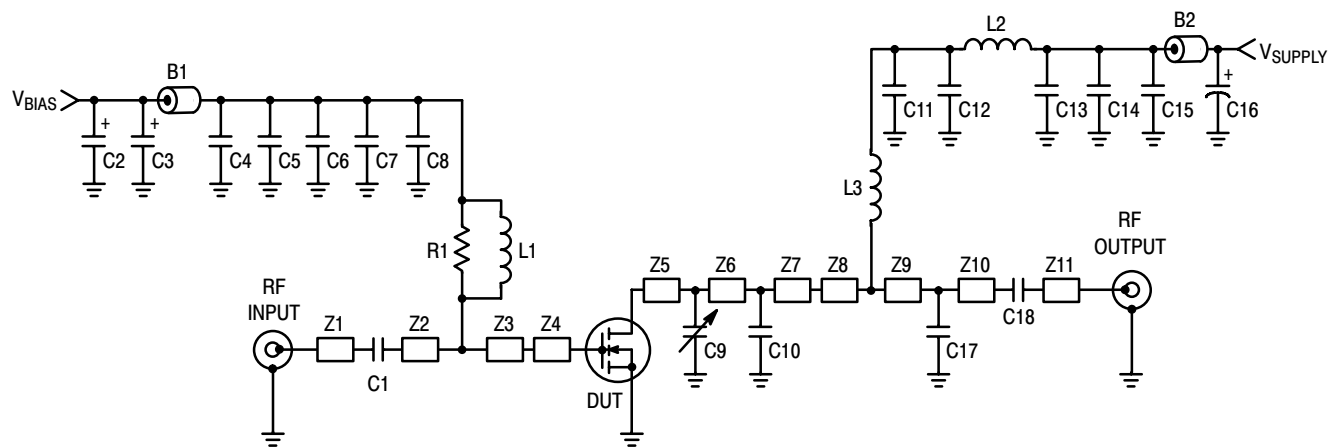 B2
L2
VSUPPLY
+
C11 C12 C13 C14 C15 C16
B1
VBIAS
+ +
C2 C3 C4 C5 C6 C7 C8
L3
R1 L1
RF
OUTPUT
Z5 Z6 Z7 Z8 Z9 Z10 Z11
C18
RF
INPUT
Z1 Z2 Z3 Z4
C9 C10 C17
C1
DUT